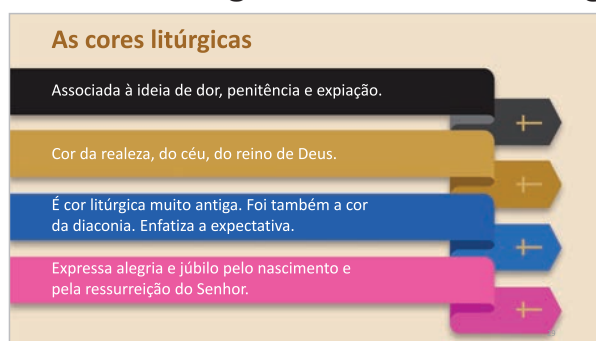 As cores litúrgicas
Associada à ideia de dor, penitência e expiação.
Cor da realeza, do céu, do reino de Deus.
É cor litúrgica muito antiga. Foi também a cor
da diaconia. Enfatiza a expectativa.
Expressa alegria e júbilo pelo nascimento e
pela ressurreição do Senhor.